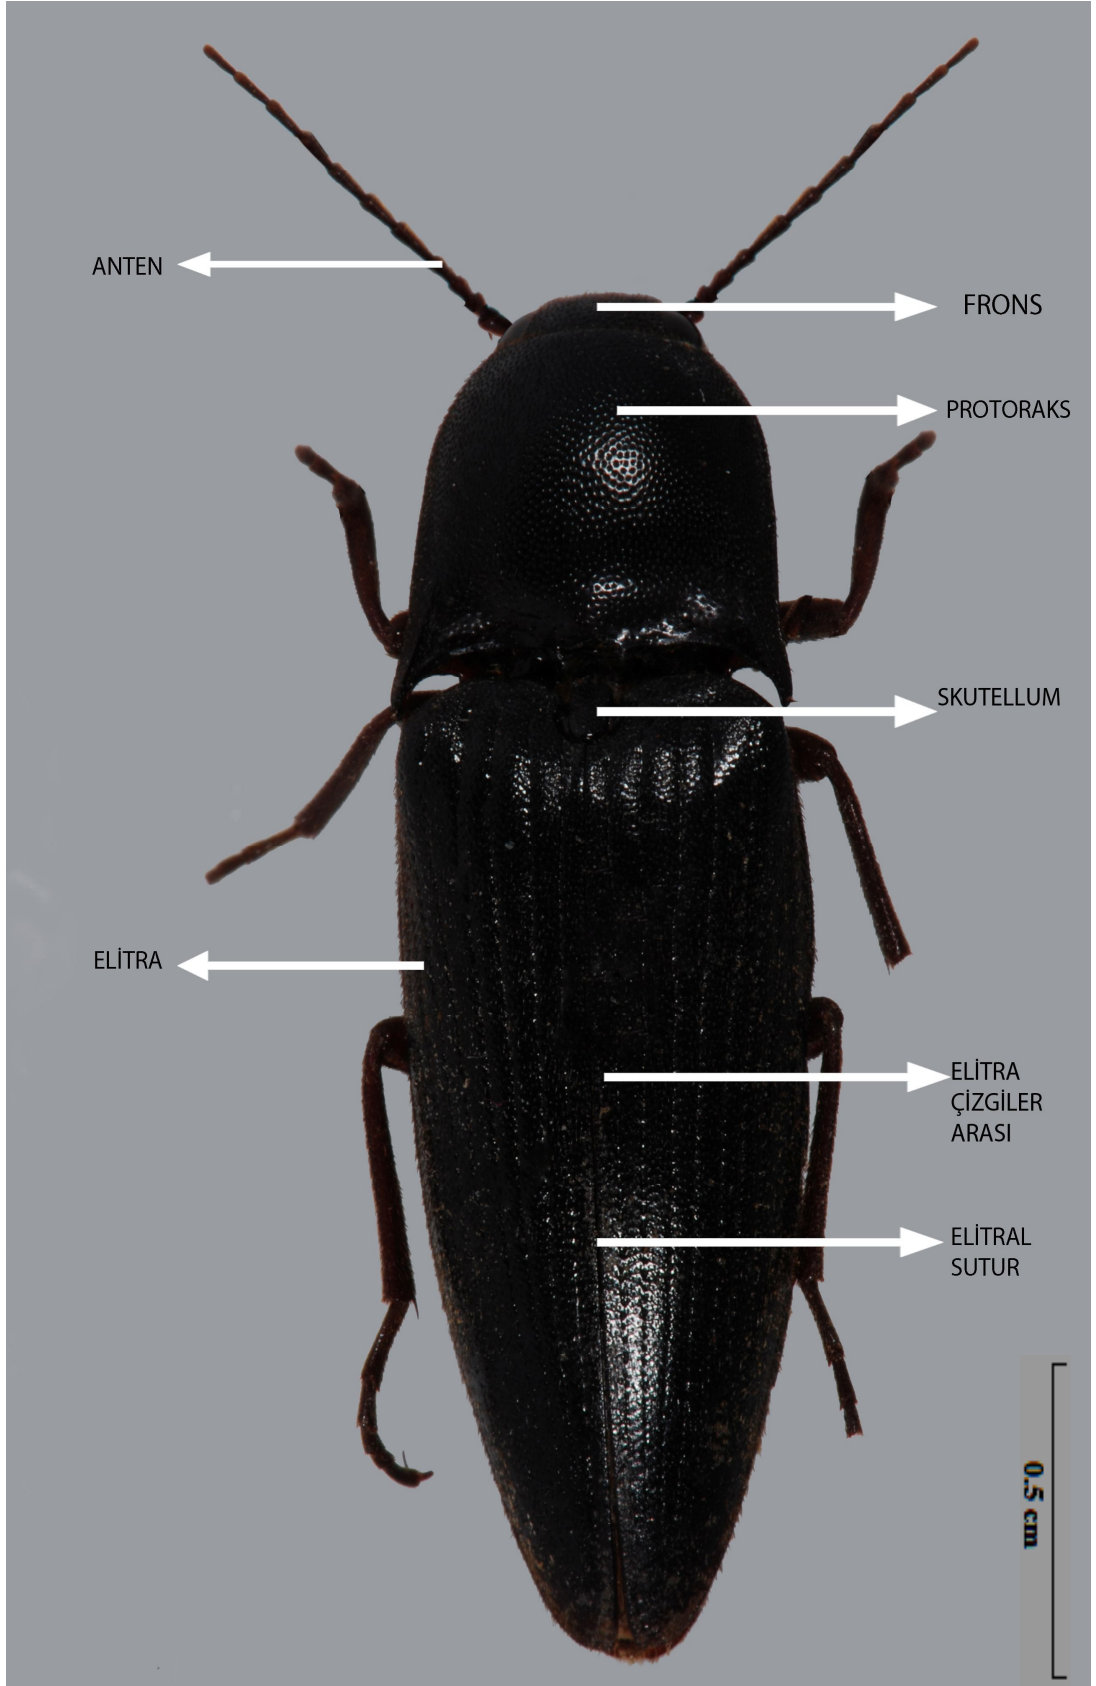 ANTEN
FRONS
PROTORAKS
SKUTELLUM
ELİTRA
ELİTRA
ÇİZGİLER
ARASI
ELİTRAL
SUTUR
0.5 cm